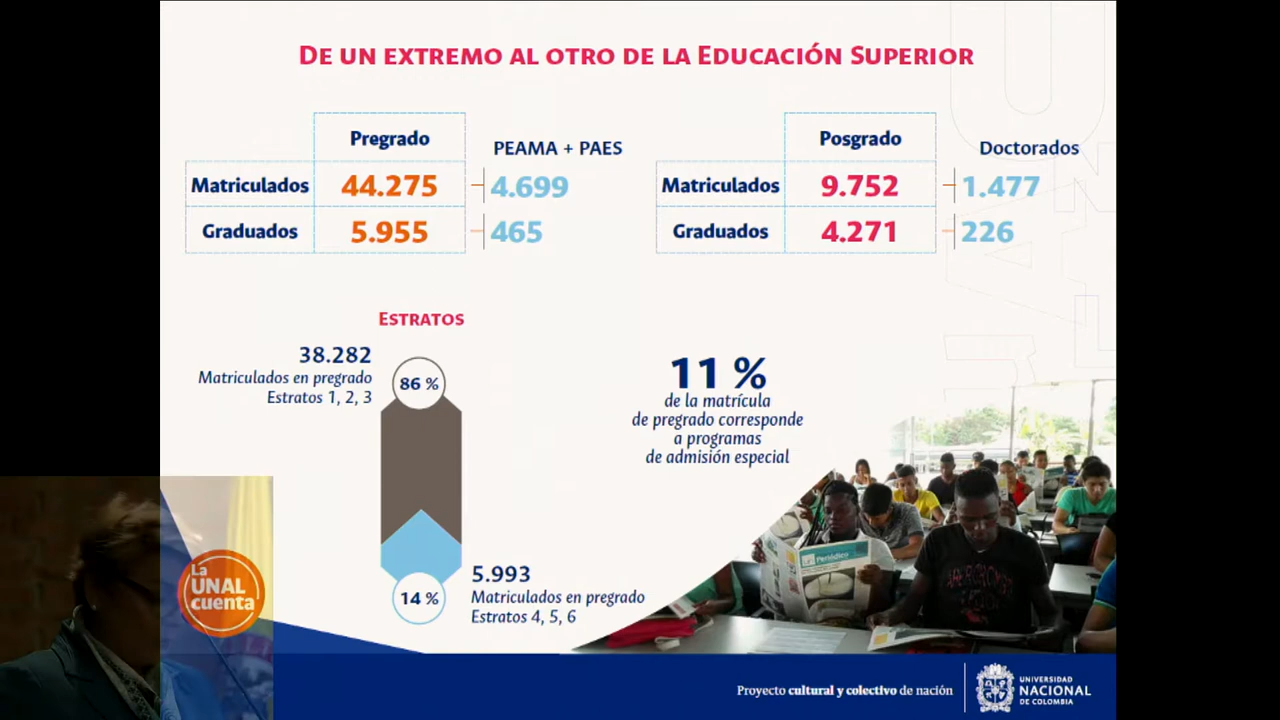 DE UN EXTREMO AL OTRO DE LA EDUCACIÓN SUPERIOR
Pregrado
PEAMA + PAES
Matriculados 44.275 4.699
Graduados 5.955 465
Posgrado
Doctorados
Matriculados 9.752 1.477
Graduados 4.271 226
ESTRATOS
38.282
Matriculados en pregrado
Estratos 1, 2, 3
86 %
14 %
5.993
Matriculados en pregrado
Estratos 4, 5, 6
11 %
de la matrícula
de pregrado corresponde
a programas
de admisión especial
Periódico
La
UNAL
cuenta
Proyecto cultural y colectivo de nación
UNIVERSIDAD
NACIONAL
DE COLOMBIA